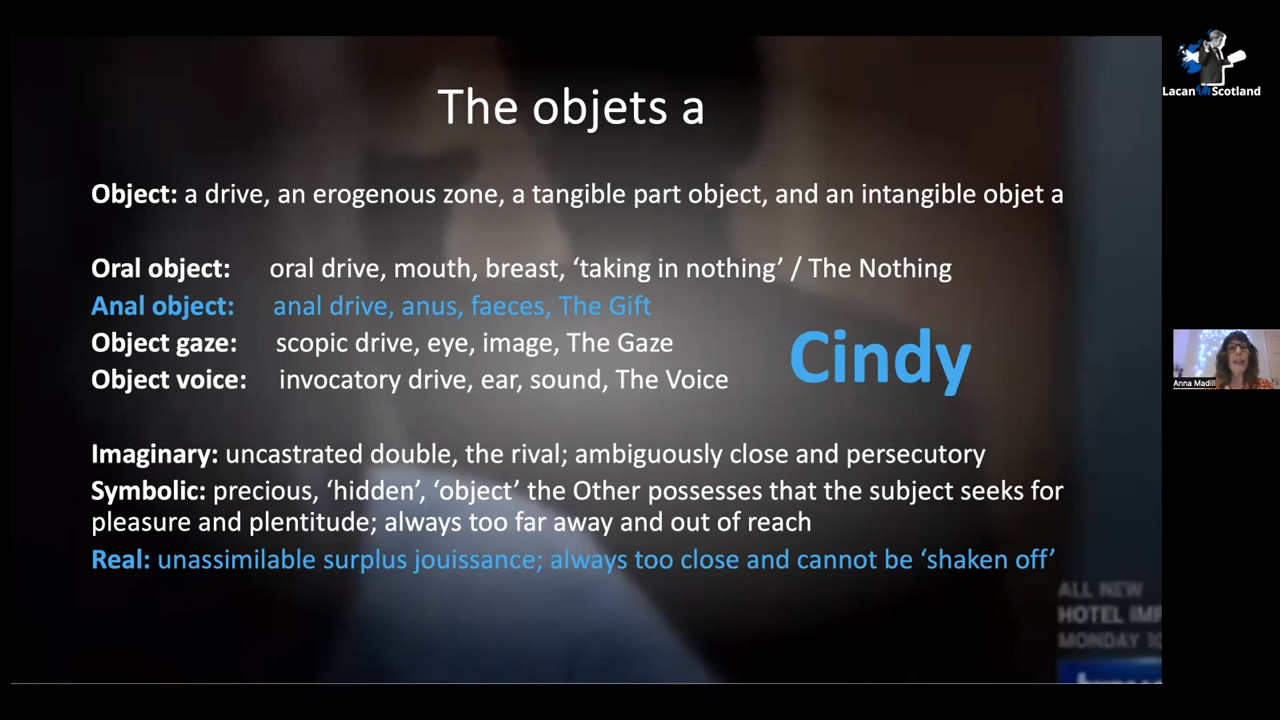 The objets a
Object: a drive, an erogenous zone, a tangible part object, and an intangible objet a
Oral object: oral drive, mouth, breast, ‘taking in nothing’ / The Nothing
Anal object: anal drive, anus, faeces, The Gift
Object gaze: scopic drive, eye, image, The Gaze
Object voice: invocatory drive, ear, sound, The Voice
Cindy
Imaginary: uncastrated double, the rival; ambiguously close and persecutory
Symbolic: precious, ‘hidden’, ‘object’ the Other possesses that the subject seeks for
pleasure and plentitude; always too far away and out of reach
Real: unassimilable surplus jouissance; always too close and cannot be ‘shaken off’
ALL NEW
HOTEL IMP
MONDAY 10
Lacan in Scotland
Anna Madill